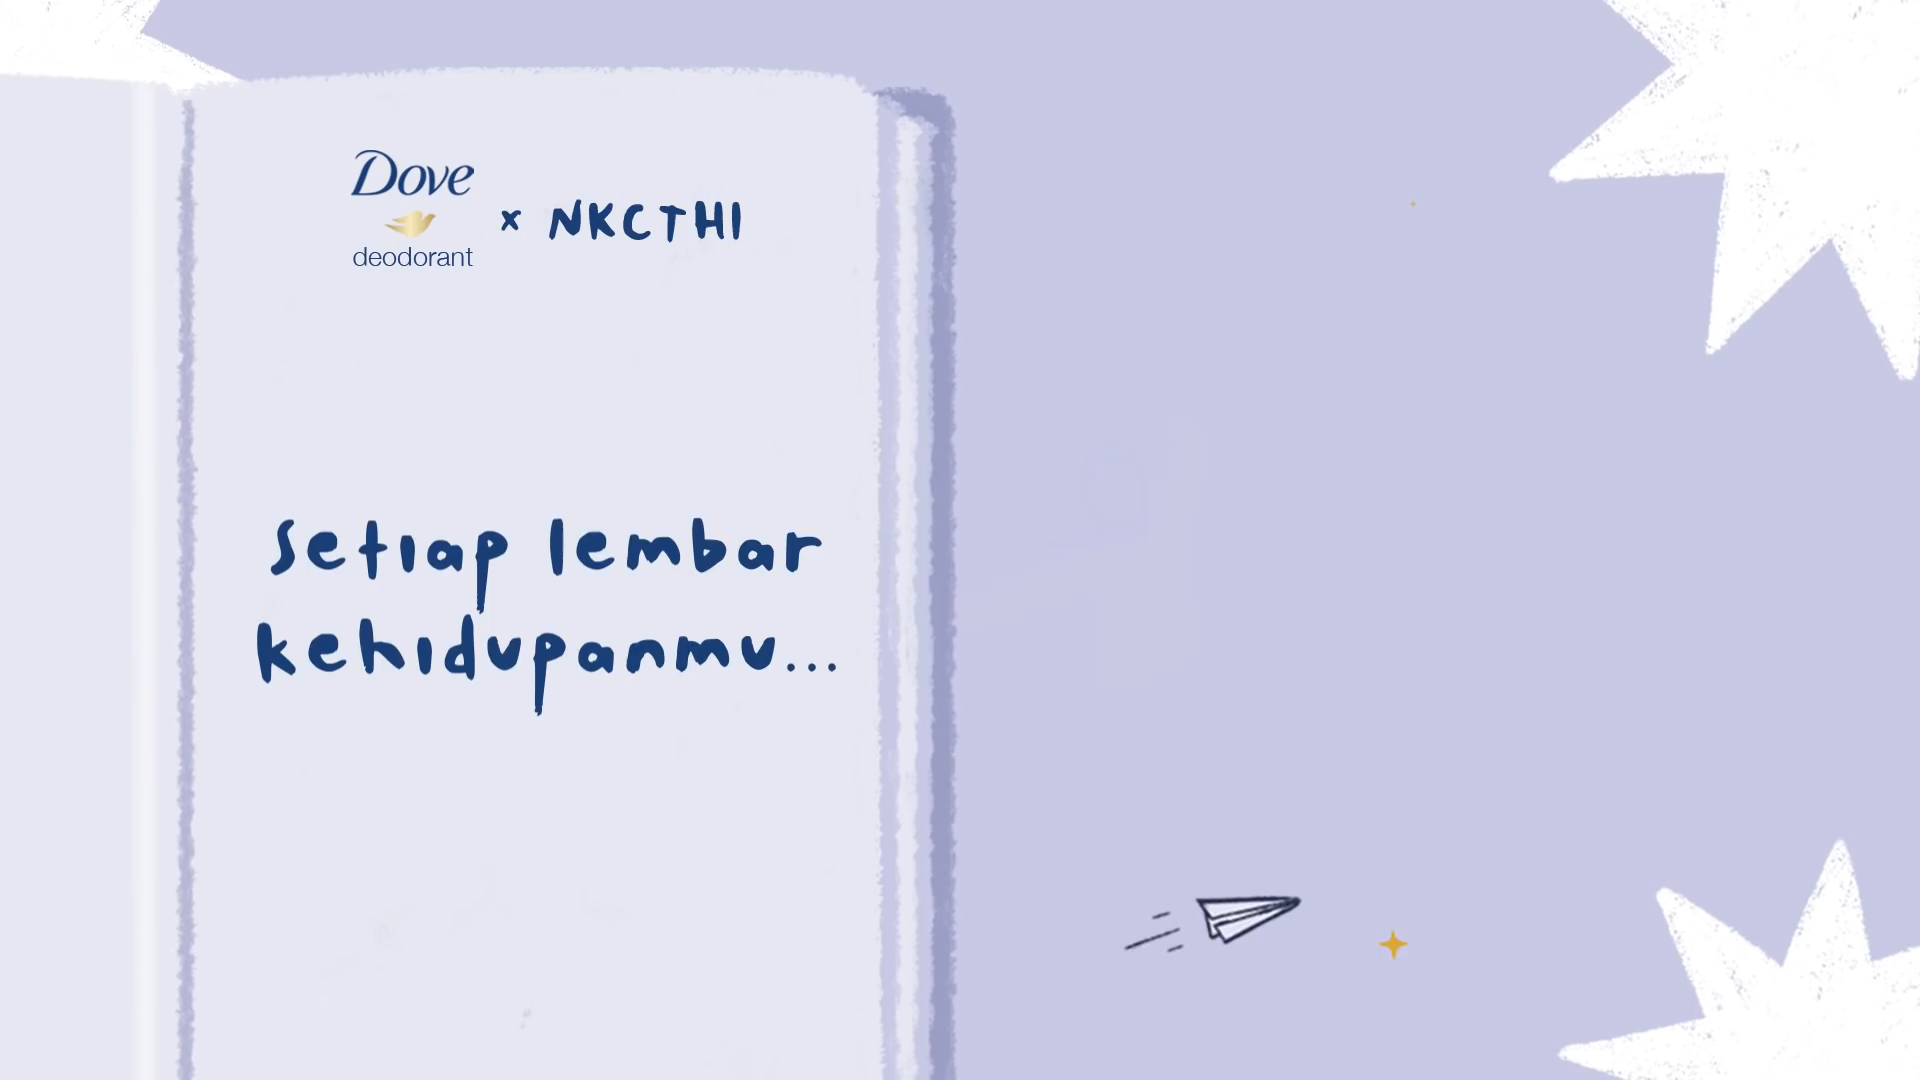 Dove
deodorant
x NKCTHI
Setiap lembar
kehidupanmu...